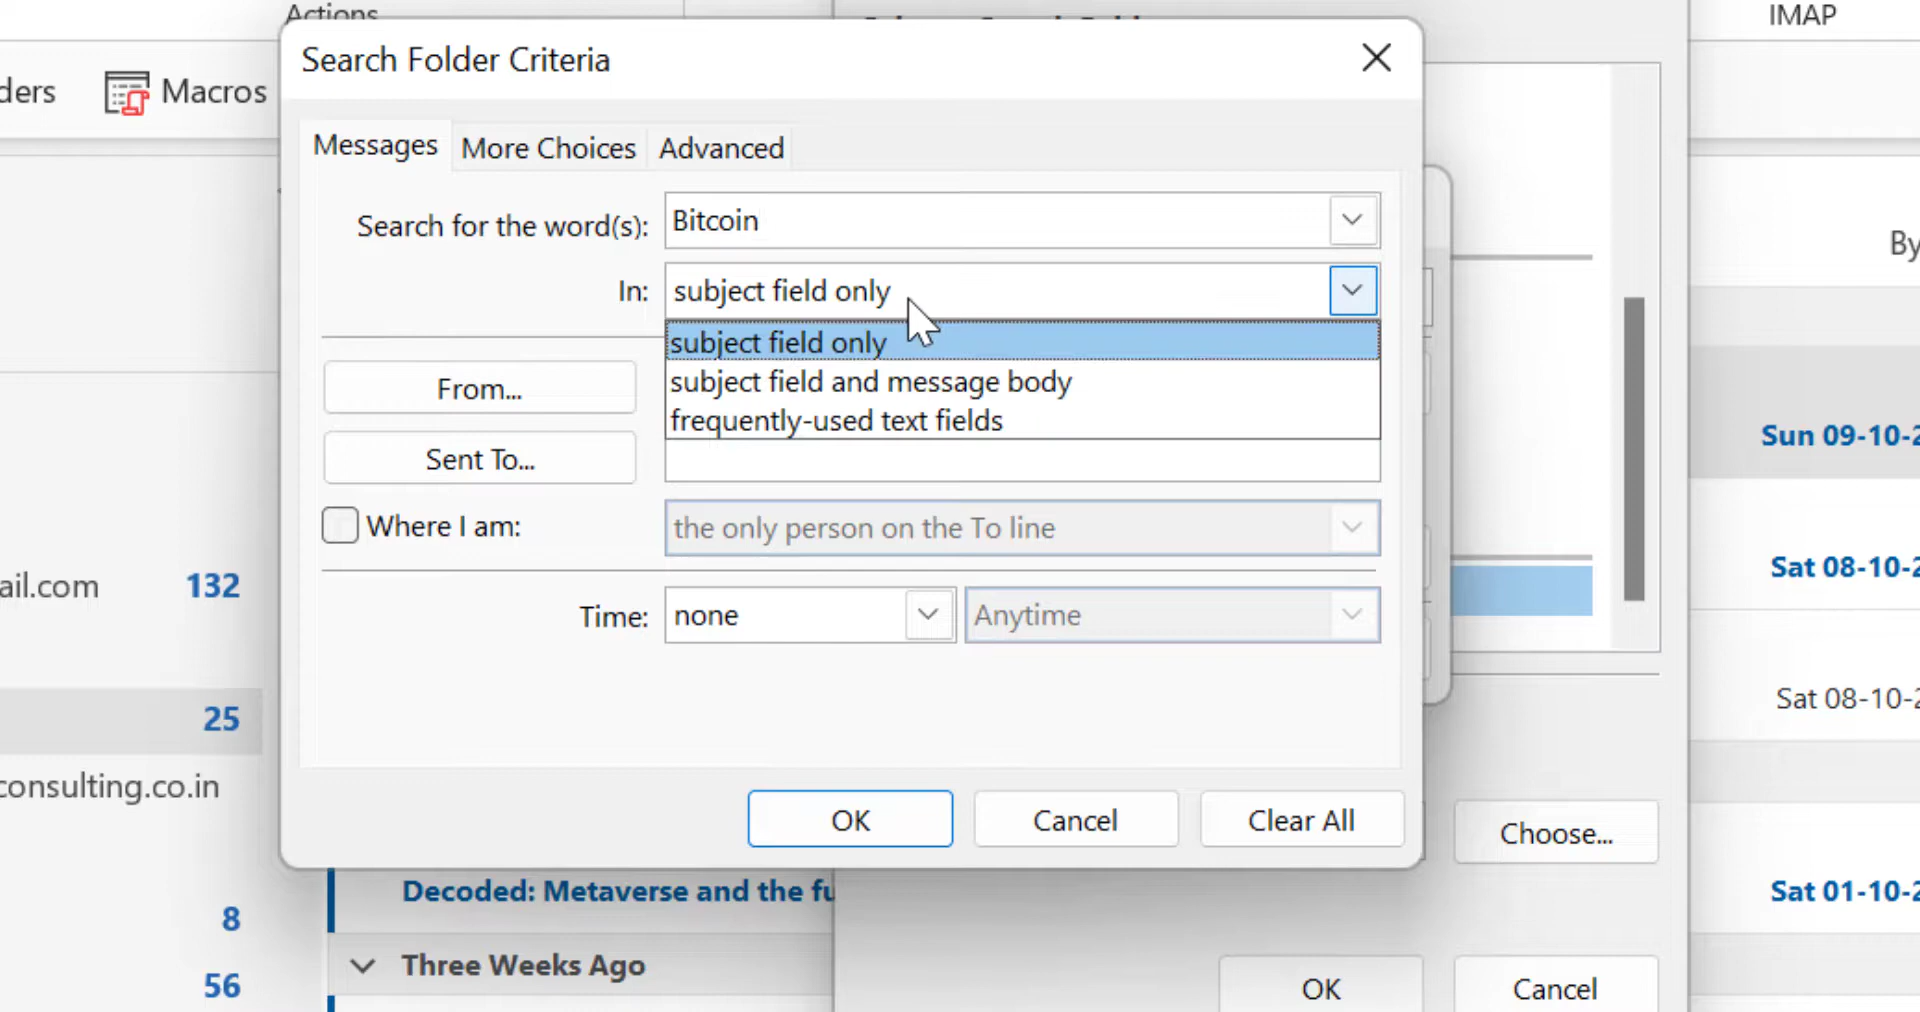 Actions
IMAP
Search Folder Criteria
ders
Macros
Messages
More Choices
Advanced
Search for the word(s):
Bitcoin
By
In:
subject field only
subject field only
subject field and message body
frequently-used text fields
From...
Sent To...
Sun 09-10-2
Where I am:
the only person on the To line
Sat 08-10-2
ail.com
132
Time:
none
Anytime
Sat 08-10-2
25
consulting.co.in
OK
Cancel
Clear All
Choose...
Decoded: Metaverse and the fu
Sat 01-10-2
8
Three Weeks Ago
56
OK
Cancel